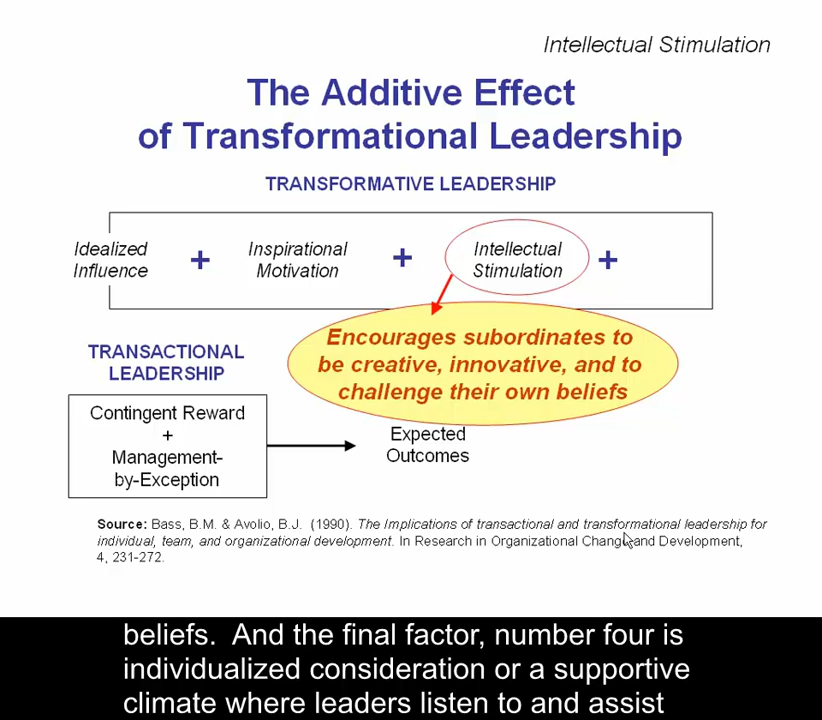 Intellectual Stimulation
The Additive Effect
of Transformational Leadership
TRANSFORMATIVE LEADERSHIP
Idealized
Influence
+
Inspirational
Motivation
+
Intellectual
Stimulation
+
Encourages subordinates to
be creative, innovative, and to
challenge their own beliefs
TRANSACTIONAL
LEADERSHIP
Contingent Reward
+
Management-
by-Exception
Expected
Outcomes
Source: Bass, B.M. & Avolio, B.J. (1990). The Implications of transactional and transformational leadership for
individual, team, and organizational development. In Research in Organizational Change and Development,
4, 231-272.
beliefs. And the final factor, number four is
individualized consideration or a supportive
climate where leaders listen to and assist